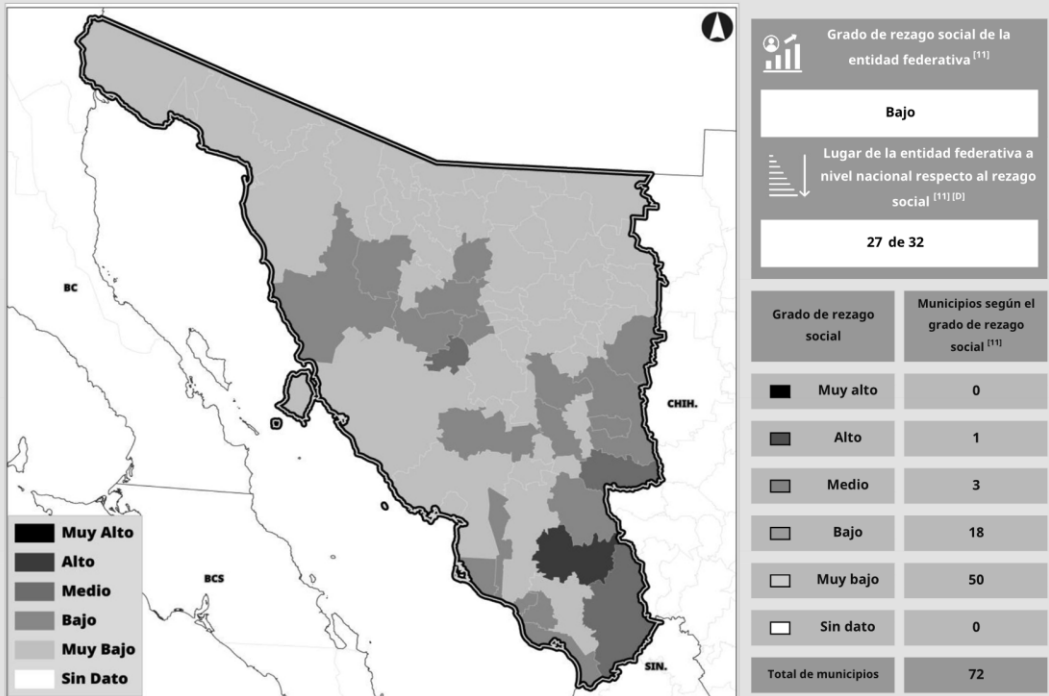 BC
BCS
CHIH.
SIN.
Muy Alto
Alto
Medio
Bajo
Muy Bajo
Sin Dato
Grado de rezago social de la
entidad federativa [11]
Bajo
Lugar de la entidad federativa a
nivel nacional respecto al rezago
social [11] [D]
27 de 32
Grado de rezago
social
Municipios según el
grado de rezago
social [11]
Muy alto 0
Alto 1
Medio 3
Bajo 18
Muy bajo 50
Sin dato 0
Total de municipios 72